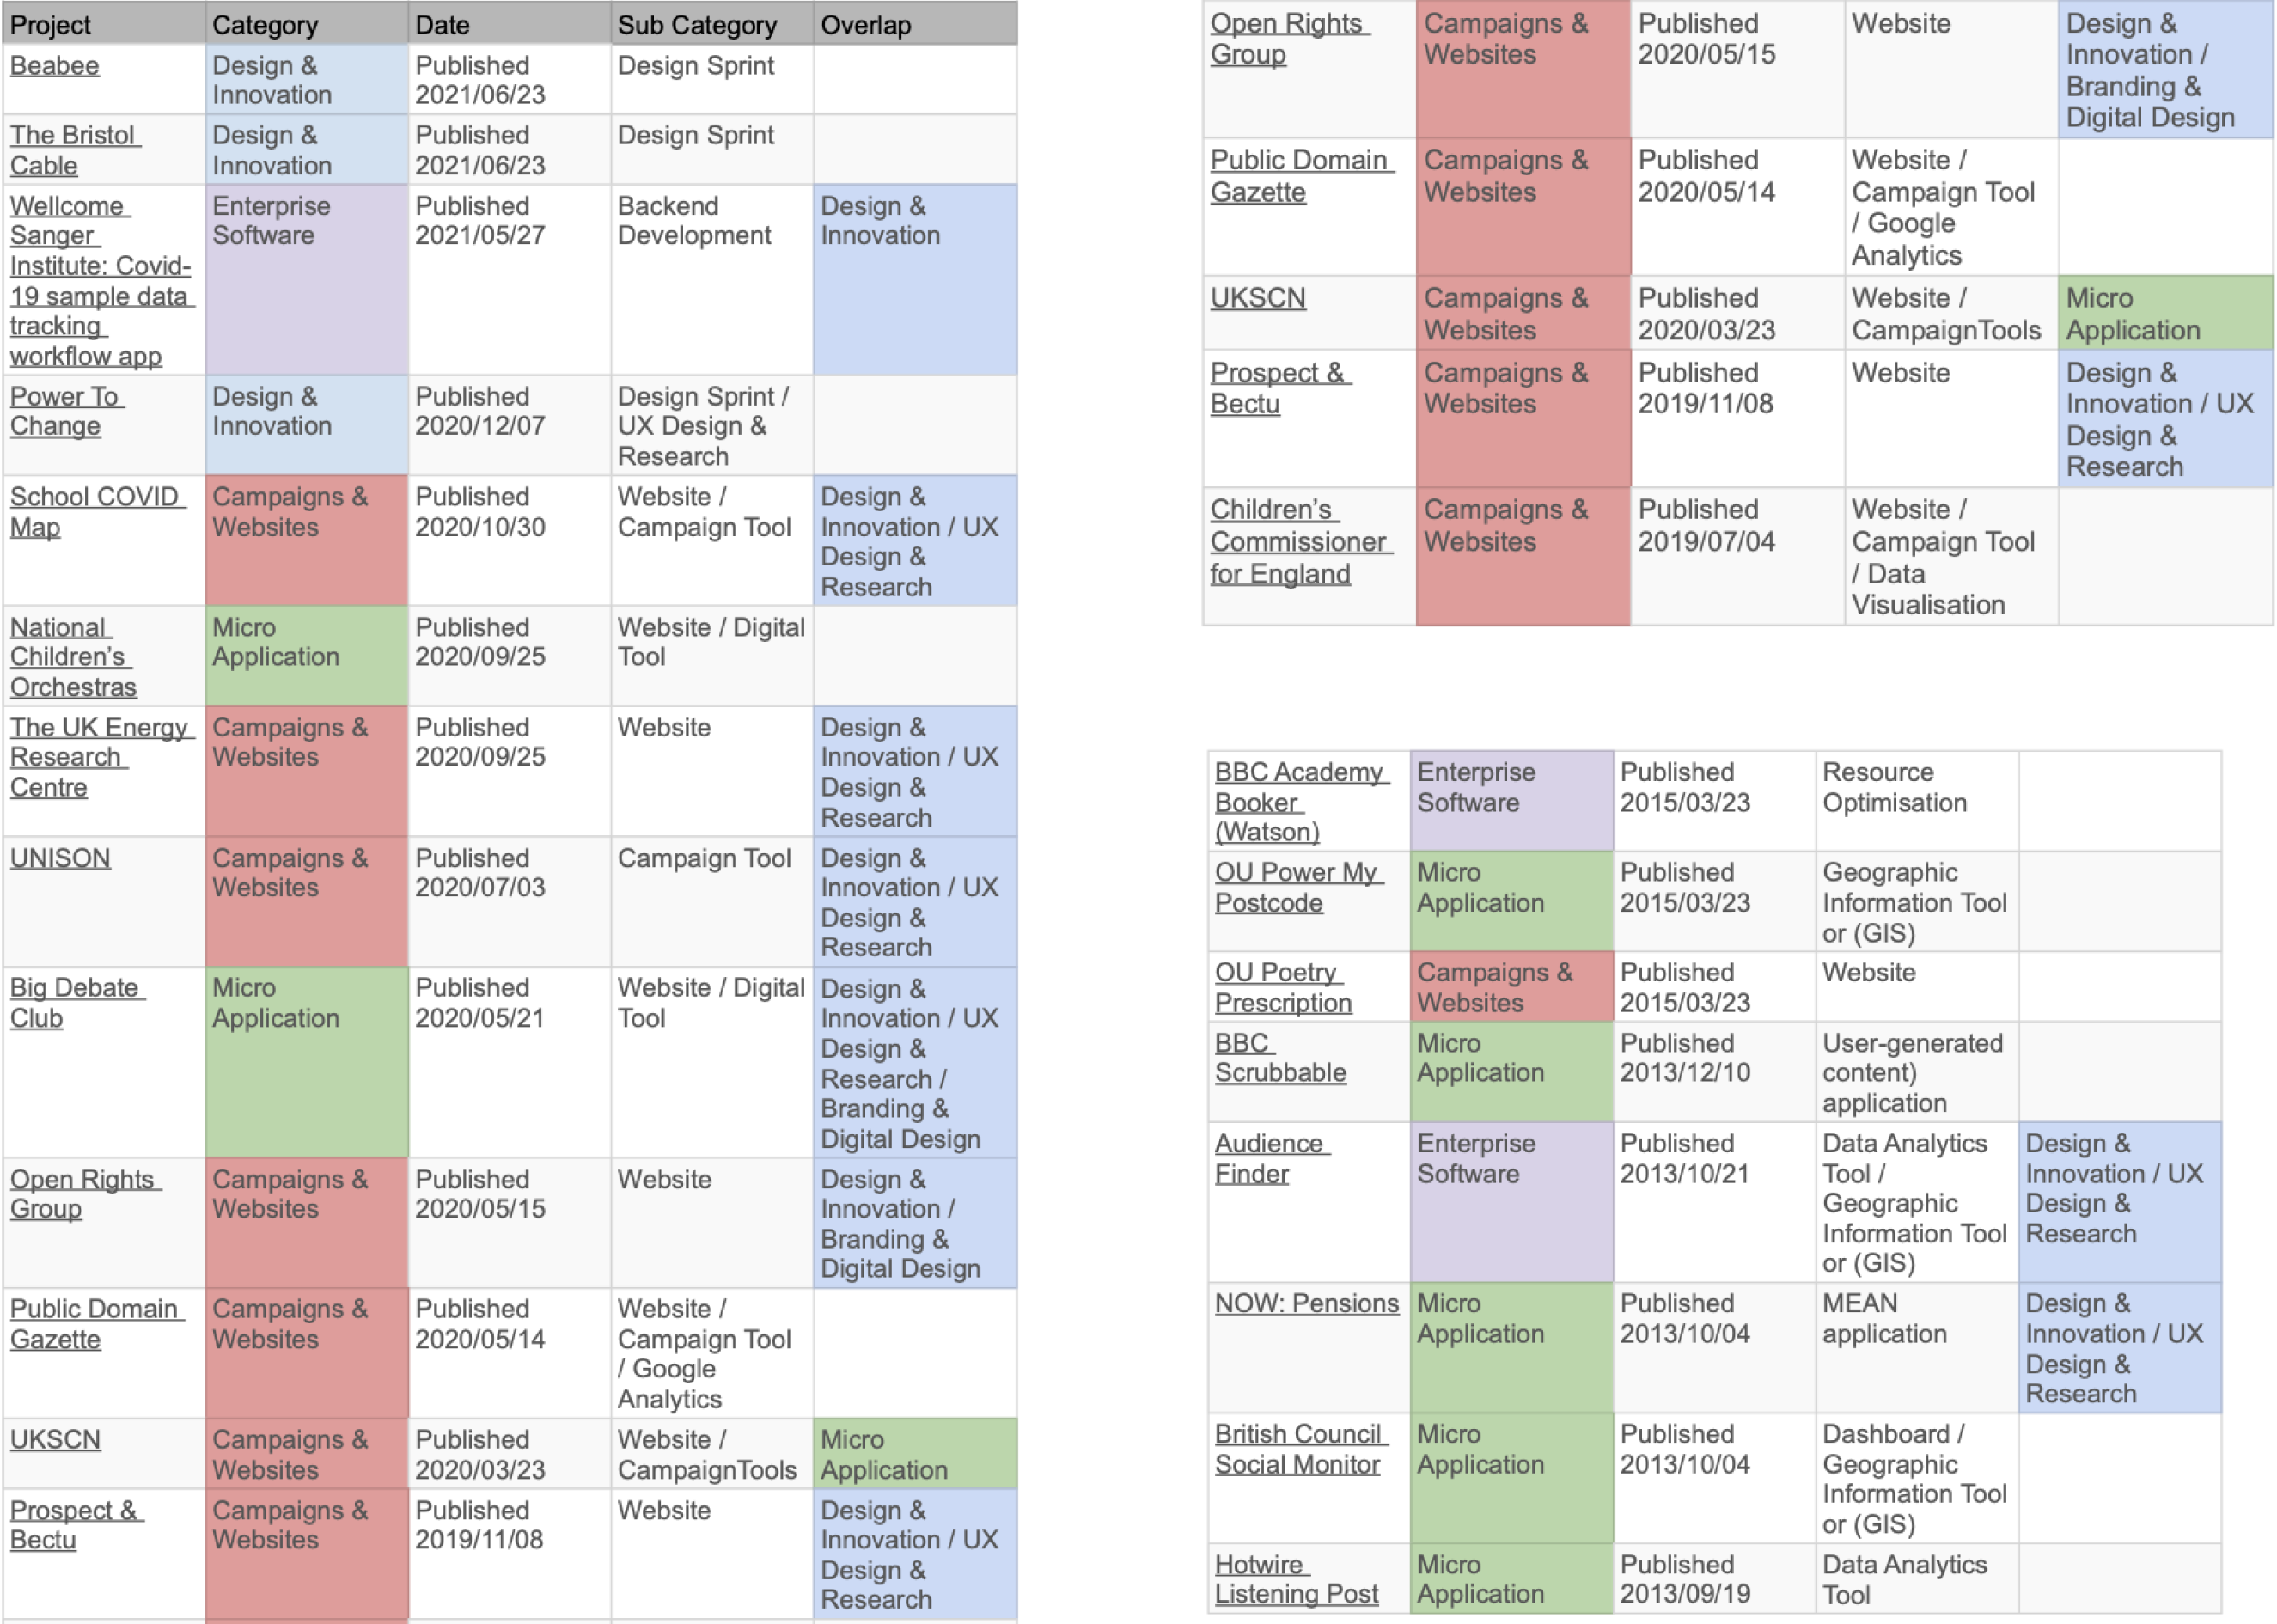 Project Category Date Sub Category Overlap
Beabee Design & Published Design Sprint
Innovation 2021/06/23
The Bristol Design & Published Design Sprint
Cable Innovation 2021/06/23
Wellcome Enterprise Published Backend Design &
Sanger Software 2021/05/27 Development Innovation
Institute: Covid-
19 sample data
tracking
workflow app
Power To Design & Published Design Sprint /
Change Innovation 2020/12/07 UX Design &
Research
School COVID Campaigns & Published Website / Design &
Map Websites 2020/10/30 Campaign Tool Innovation / UX
Design &
Research
National Micro Published Website / Digital
Children’s Application 2020/09/25 Tool
Orchestras
The UK Energy Campaigns & Published Website Design &
Research Websites 2020/09/25 Innovation / UX
Centre Design &
Research
UNISON Campaigns & Published Campaign Tool Design &
Websites 2020/07/03 Innovation / UX
Design &
Research
Big Debate Micro Published Website / Digital Design &
Club Application 2020/05/21 Tool Innovation / UX
Design &
Research /
Branding &
Digital Design
Open Rights Campaigns & Published Website Design &
Group Websites 2020/05/15 Innovation /
Branding &
Digital Design
Public Domain Campaigns & Published Website /
Gazette Websites 2020/05/14 Campaign Tool
/ Google
Analytics
UKSCN Campaigns & Published Website / Micro
Websites 2020/03/23 CampaignTools Application
Prospect & Campaigns & Published Website Design &
Bectu Websites 2019/11/08 Innovation / UX
Design &
Research
Open Rights Campaigns & Published Website Design &
Group Websites 2020/05/15 Innovation /
Branding &
Digital Design
Public Domain Campaigns & Published Website /
Gazette Websites 2020/05/14 Campaign Tool
/ Google
Analytics
UKSCN Campaigns & Published Website / Micro
Websites 2020/03/23 CampaignTools Application
Prospect & Campaigns & Published Website Design &
Bectu Websites 2019/11/08 Innovation / UX
Design &
Research
Children’s Campaigns & Published Website /
Commissioner Websites 2019/07/04 Campaign Tool
for England / Data
Visualisation
BBC Academy Enterprise Published Resource
Booker Software 2015/03/23 Optimisation
(Watson)
OU Power My Micro Published Geographic
Postcode Application 2015/03/23 Information Tool
or (GIS)
OU Poetry Campaigns & Published Website
Prescription Websites 2015/03/23
BBC Micro Published User-generated
Scrubbable Application 2013/12/10 content)
application
Audience Enterprise Published Data Analytics Design &
Finder Software 2013/10/21 Tool / Innovation / UX
Geographic Design &
Information Tool Research
or (GIS)
NOW: Pensions Micro Published MEAN Design &
Application 2013/10/04 application Innovation / UX
Design &
Research
British Council Micro Published Dashboard /
Social Monitor Application 2013/10/04 Geographic
Information Tool
or (GIS)
Hotwire Micro Published Data Analytics
Listening Post Application 2013/09/19 Tool